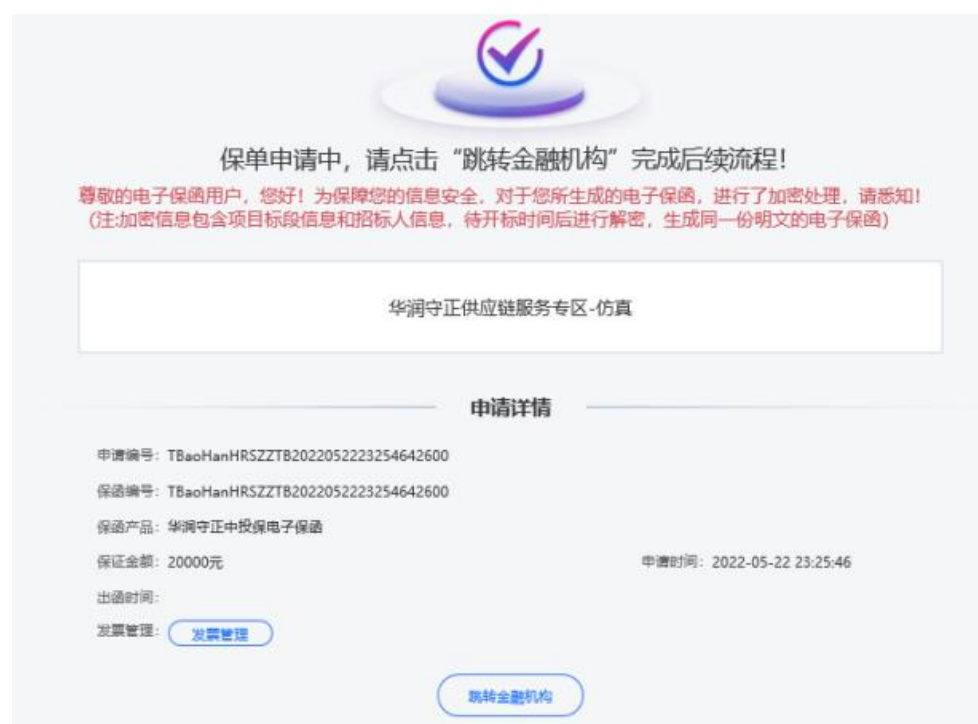 保单申请中，请点击“跳转金融机构”完成后续流程！
尊敬的电子保函用户，您好！为保障您的信息安全，对于您所生成的电子保函，进行了加密处理，请悉知！
(注:加密信息包含项目标段信息和招标人信息，待开标时间后进行解密，生成同一份明文的电子保函)
华润守正供应链服务专区-仿真
申请详情
申请编号：TBaoHanHRSZZTB2022052223254642600
保函编号：TBaoHanHRSZZTB2022052223254642600
保函产品：华润守正中投保电子保函
保证金额：20000元 申请时间：2022-05-22 23:25:46
出函时间：
发票管理：发票管理
跳转金融机构